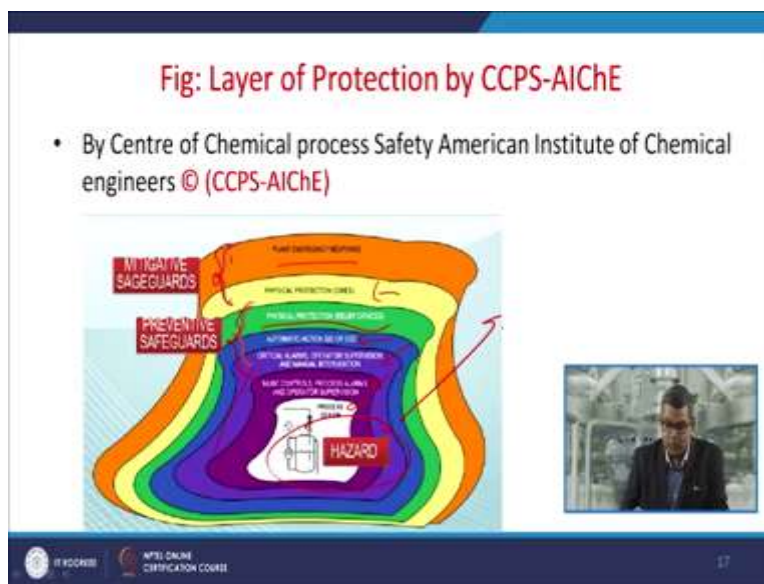 Fig: Layer of Protection by CCPS-AIChE
• By Centre of Chemical process Safety American Institute of Chemical
engineers © (CCPS-AIChE)
PLANT EMERGENCY RESPONSE
MITIGATIVE
SAGEGUARDS
PHYSICAL PROTECTION (DIKES)
PREVENTIVE
SAFEGUARDS
PHYSICAL PROTECTION (RELIEF DEVICES)
AUTOMATIC ACTION SIS OR ESD
CRITICAL ALARMS, OPERATOR SUPERVISION
AND MANUAL INTERVENTION
BASIC CONTROLS, PROCESS ALARMS
AND OPERATOR SUPERVISION
PROCESS
HAZARD
IIT ROORKEE
NPTEL ONLINE
CERTIFICATION COURSE
17